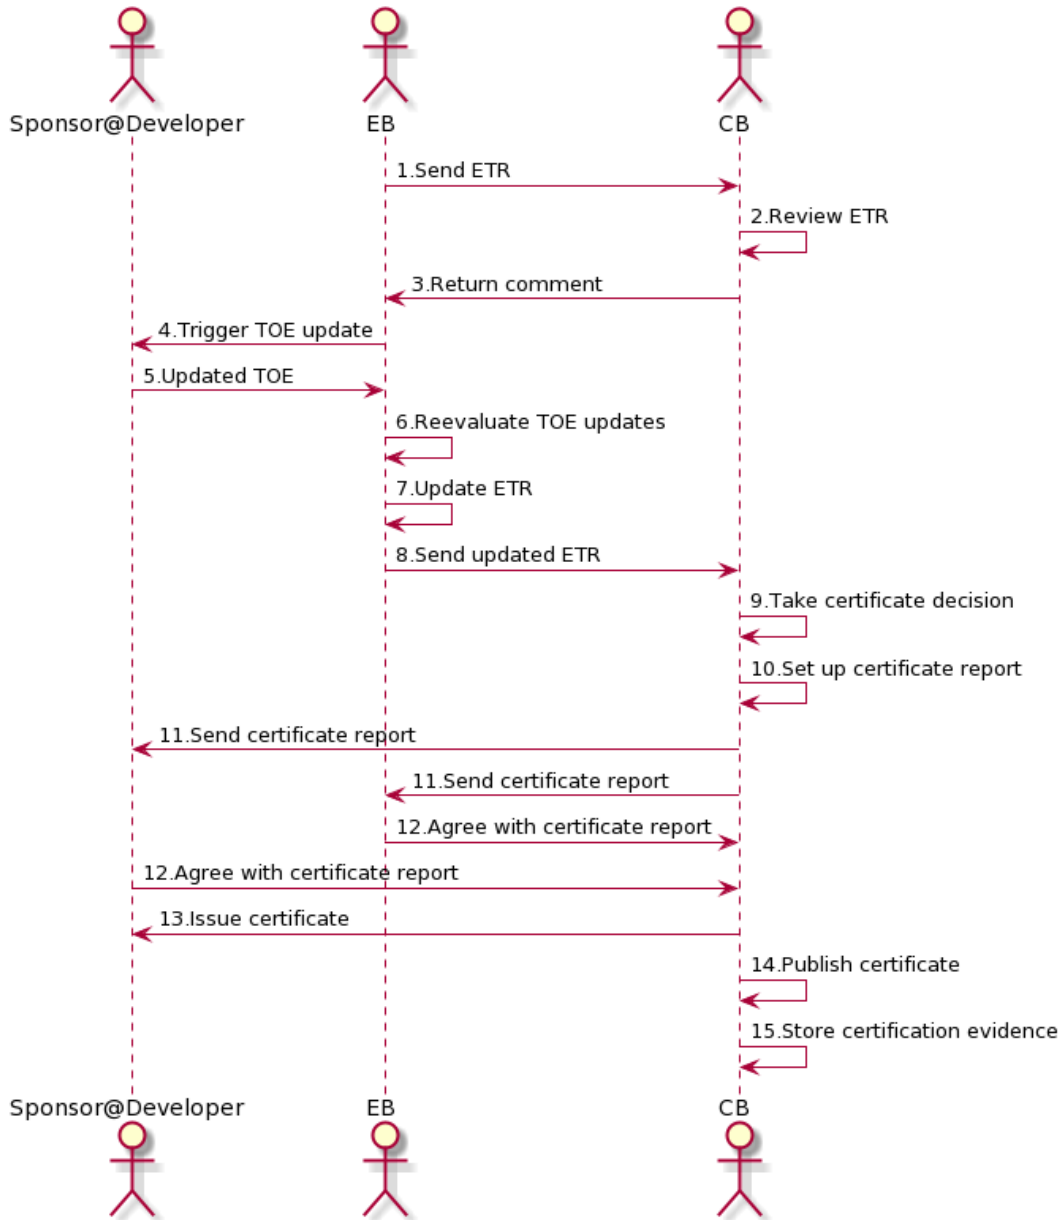 Sponsor@Developer
EB
CB
1.Send ETR
2.Review ETR
3.Return comment
4.Trigger TOE update
5.Updated TOE
6.Reevaluate TOE updates
7.Update ETR
8.Send updated ETR
9.Take certificate decision
10.Set up certificate report
11.Send certificate report
11.Send certificate report
12.Agree with certificate report
12.Agree with certificate report
13.Issue certificate
14.Publish certificate
15.Store certification evidence
Sponsor@Developer
EB
CB